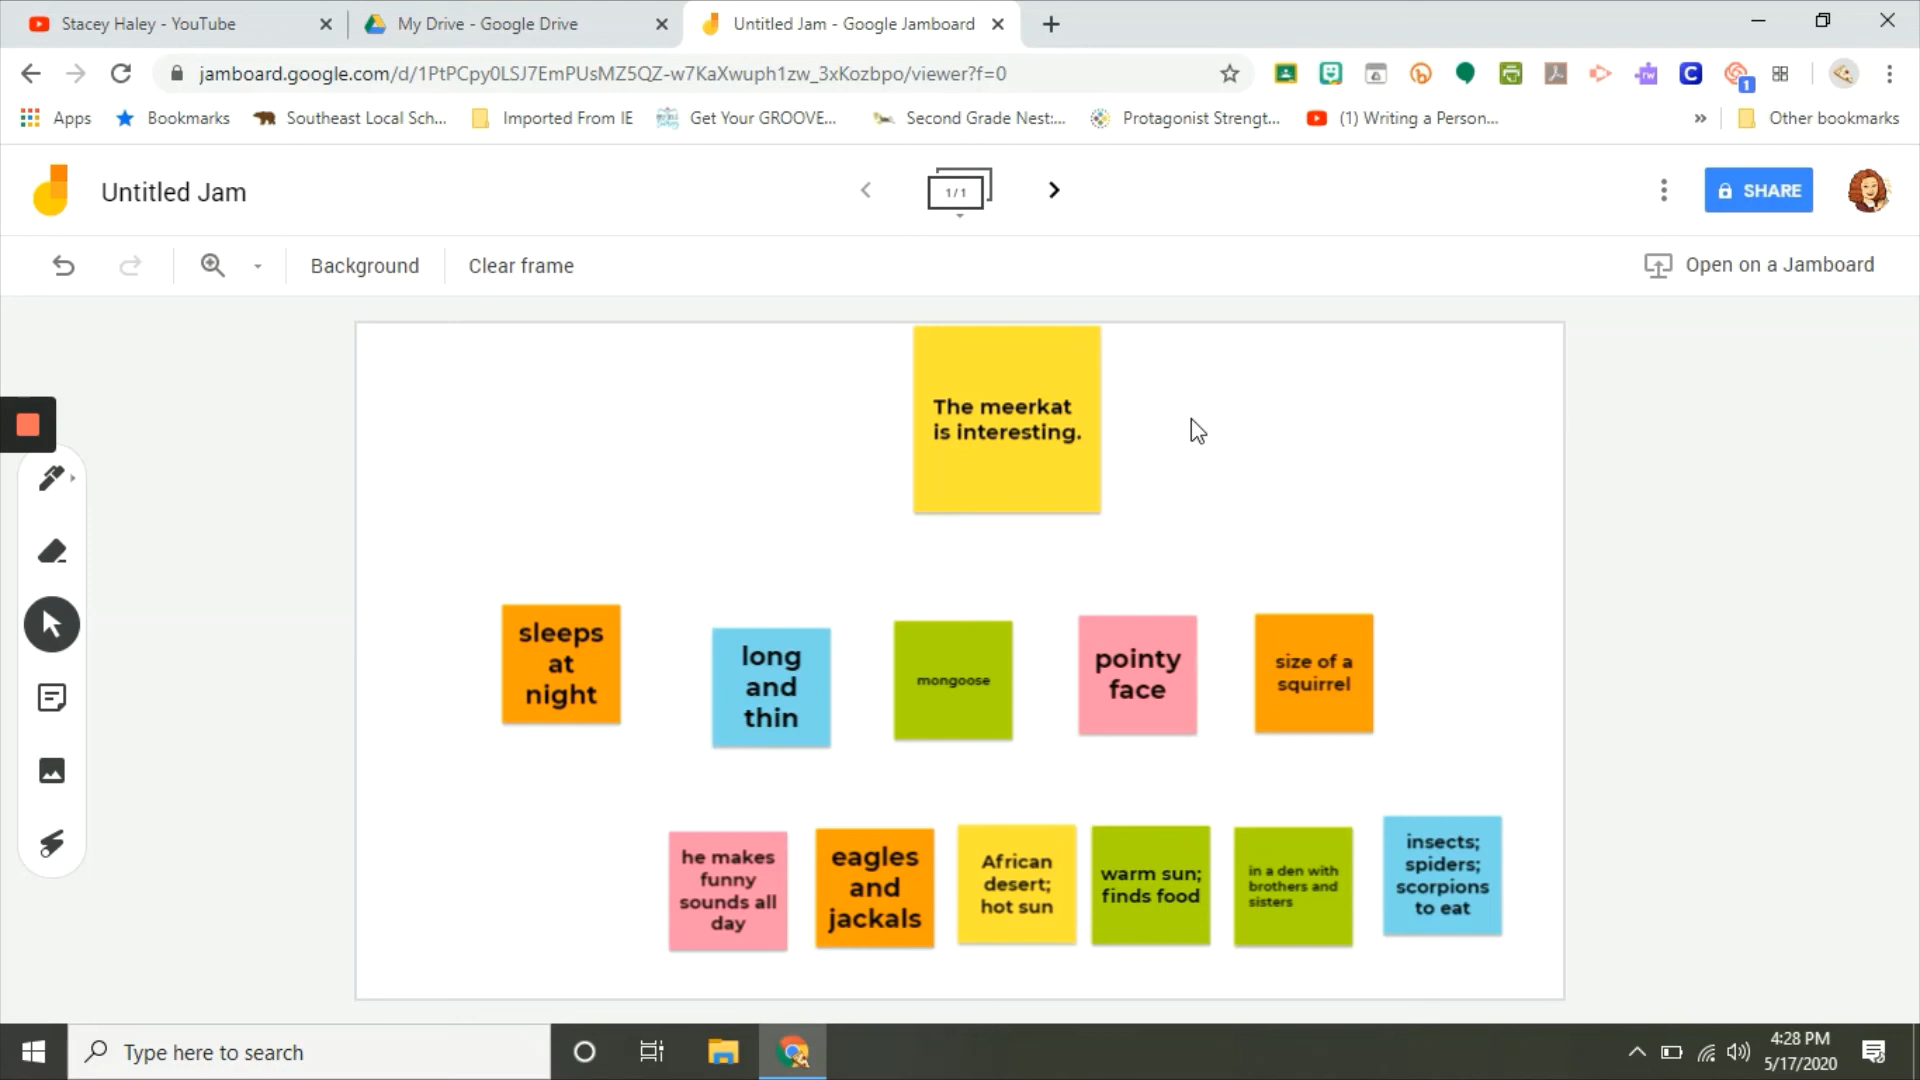 Stacey Haley - YouTube
My Drive - Google Drive
Untitled Jam - Google Jamboard
jamboard.google.com/d/1PtPCpy0LSJ7EmPUsMZ5QZ-w7KaXwuph1zw_3xKozbpo/viewer?f=0
1
Apps
Bookmarks
Southeast Local Sch...
Imported From IE
Get Your GROOVE...
Second Grade Nest:...
Protagonist Strengt...
(1) Writing a Person...
Other bookmarks
Untitled Jam
1/1
SHARE
Background
Clear frame
Open on a Jamboard
The meerkat
is interesting.
sleeps
at
night
long
and
thin
mongoose
pointy
face
size of a
squirrel
he makes
funny
sounds all
day
eagles
and
jackals
African
desert;
hot sun
warm sun;
finds food
in a den with
brothers and
sisters
insects;
spiders;
scorpions
to eat
Type here to search
4:28 PM
5/17/2020